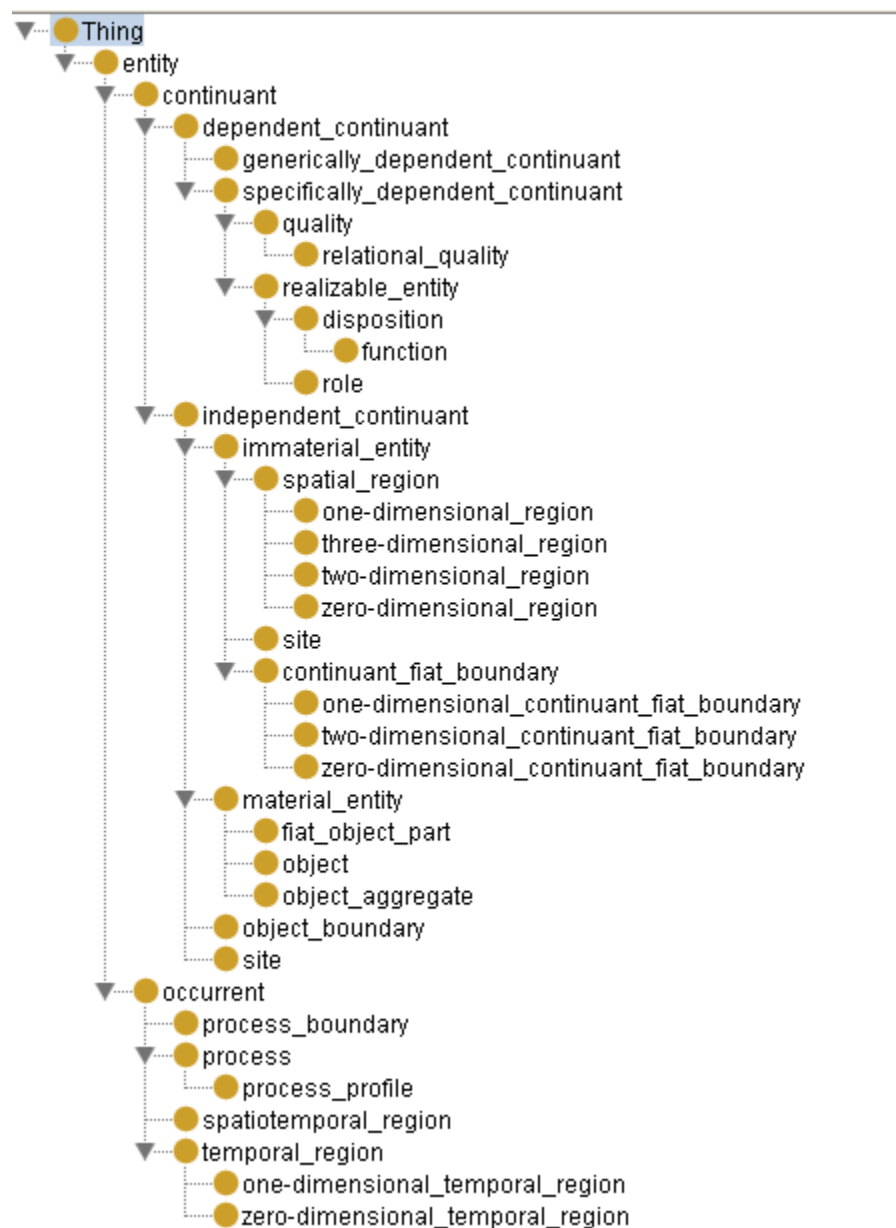 Thing
entity
continuant
dependent_continuant
generically_dependent_continuant
specifically_dependent_continuant
quality
relational_quality
realizable_entity
disposition
function
role
independent_continuant
immaterial_entity
spatial_region
one-dimensional_region
three-dimensional_region
two-dimensional_region
zero-dimensional_region
site
continuant_fiat_boundary
one-dimensional_continuant_fiat_boundary
two-dimensional_continuant_fiat_boundary
zero-dimensional_continuant_fiat_boundary
material_entity
fiat_object_part
object
object_aggregate
object_boundary
site
occurrent
process_boundary
process
process_profile
spatiotemporal_region
temporal_region
one-dimensional_temporal_region
zero-dimensional_temporal_region